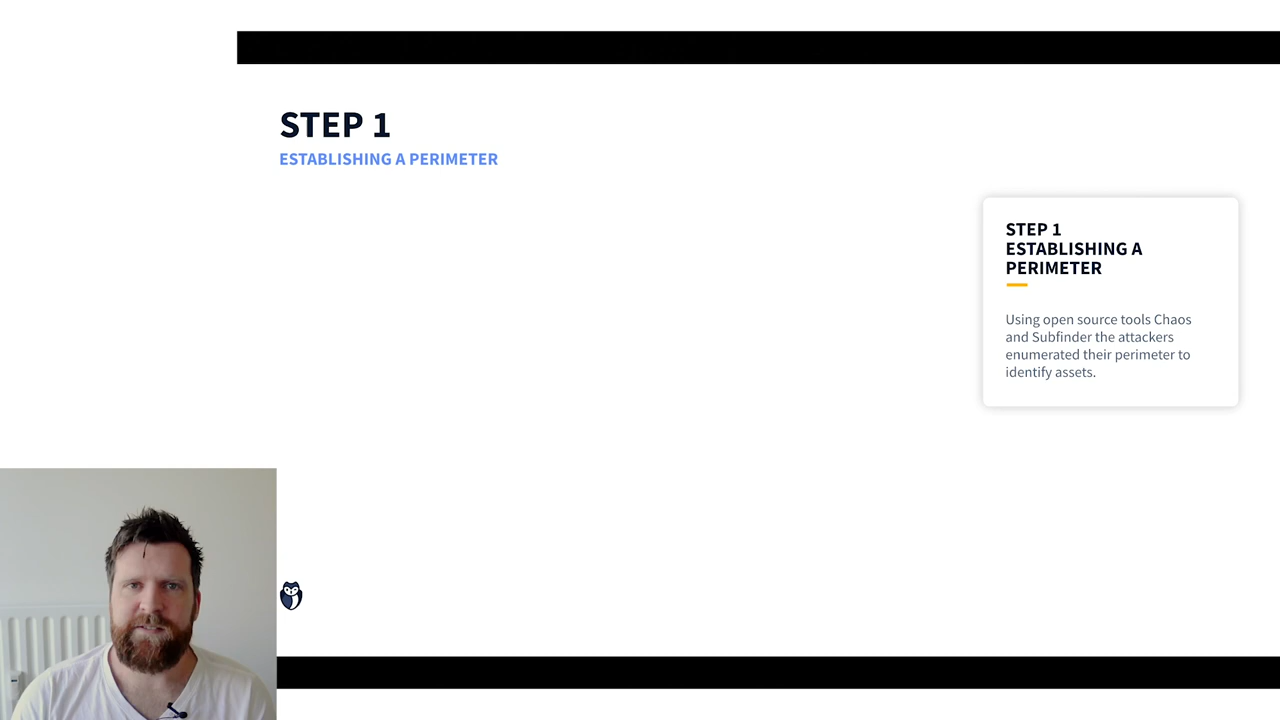 STEP 1
ESTABLISHING A PERIMETER
STEP 1
ESTABLISHING A
PERIMETER
Using open source tools Chaos
and Subfinder the attackers
enumerated their perimeter to
identify assets.